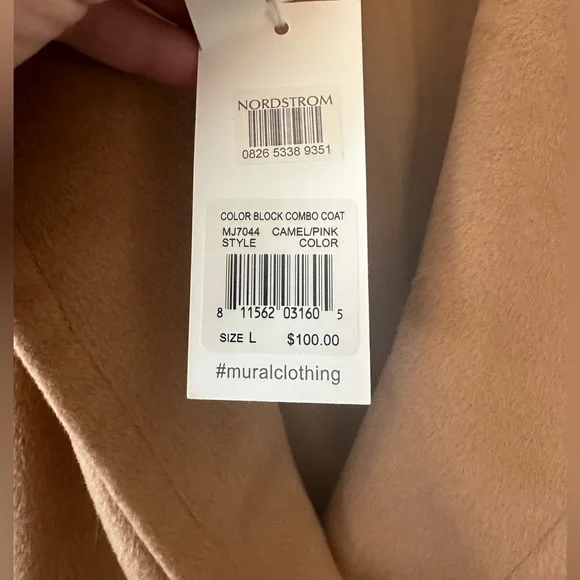 NORDSTROM
0826 5338 9351
COLOR BLOCK COMBO COAT
MJ7044 CAMEL/PINK
STYLE COLOR
8 11562 03160 5
SIZE L $100.00
#muralclothing